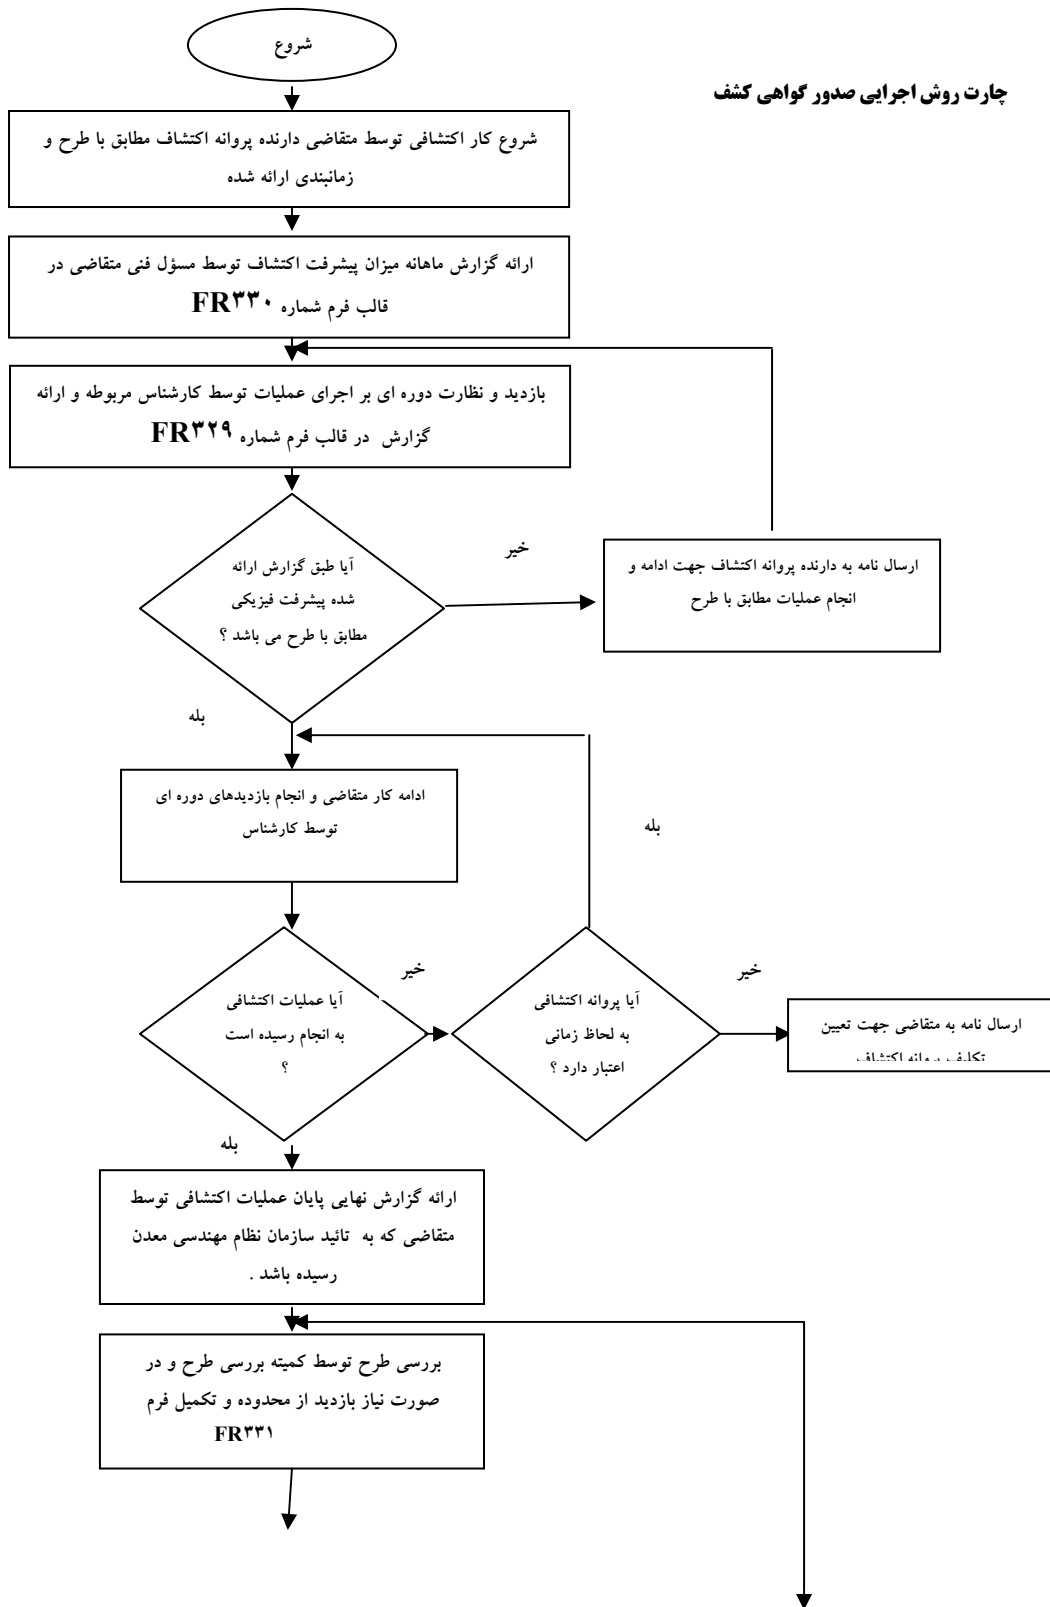 شروع
چارت روش اجرایی صدور گواهی کشف
شروع کار اکتشافی توسط متقاضی دارنده پروانه اکتشاف مطابق با طرح و
زمانبندی ارائه شده
ارائه گزارش ماهانه میزان پیشرفت اکتشاف توسط مسؤل فنی متقاضی در
قالب فرم شماره FR۳۳۰
بازدید و نظارت دوره ای بر اجرای عملیات توسط کارشناس مربوطه و ارائه
گزارش در قالب فرم شماره FR۳۲۹
آیا طبق گزارش ارائه
شده پیشرفت فیزیکی
مطابق با طرح می باشد ؟
خیر
ارسال نامه به دارنده پروانه اکتشاف جهت ادامه و
انجام عملیات مطابق با طرح
بله
ادامه کار متقاضی و انجام بازدیدهای دوره ای
توسط کارشناس
بله
آیا عملیات اکتشافی
به انجام رسیده است
؟
خیر
آیا پروانه اکتشافی
به لحاظ زمانی
اعتبار دارد ؟
خیر
ارسال نامه به متقاضی جهت تعیین
تکلیف پروانه اکتشاف
بله
ارائه گزارش نهایی پایان عملیات اکتشافی توسط
متقاضی که به تائید سازمان نظام مهندسی معدن
رسیده باشد .
بررسی طرح توسط کمیته بررسی طرح و در
صورت نیاز بازدید از محدوده و تکمیل فرم
FR۳۳۱